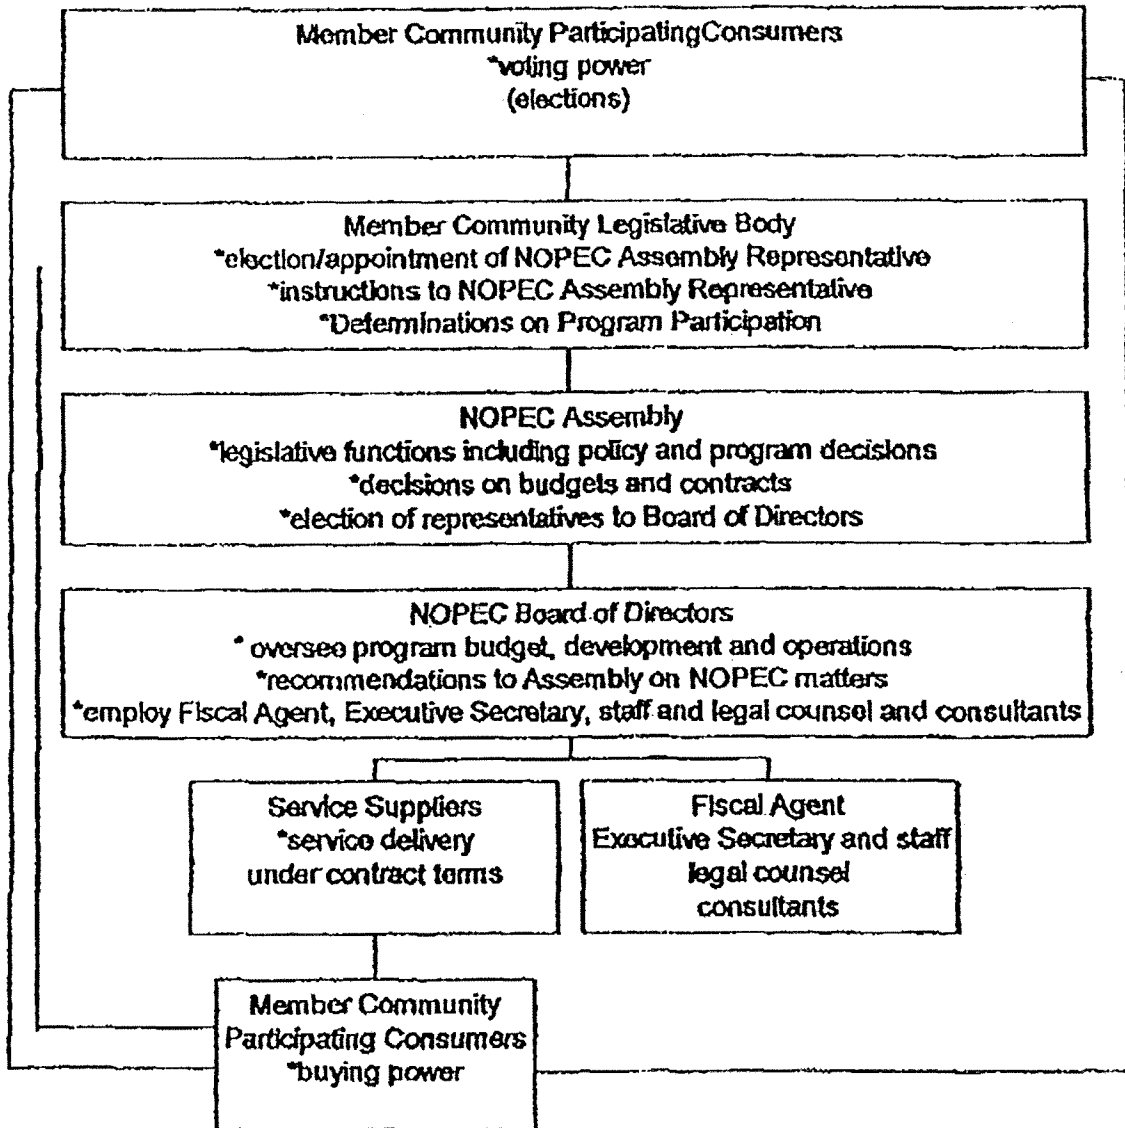 Member Community ParticipatingConsumers
*voting power
(elections)
Member Community Legislative Body
*election/appointment of NOPEC Assembly Representative
*instructions to NOPEC Assembly Representative
*Determinations on Program Participation
NOPEC Assembly
*legislative functions including policy and program decisions
*decisions on budgets and contracts
*election of representatives to Board of Directors
NOPEC Board of Directors
* oversee program budget, development and operations
*recommendations to Assembly on NOPEC matters
*employ Fiscal Agent, Executive Secretary, staff and legal counsel and consultants
Service Suppliers
*service delivery
under contract terms
Fiscal Agent
Executive Secretary and staff
legal counsel
consultants
Member Community
Participating Consumers
*buying power